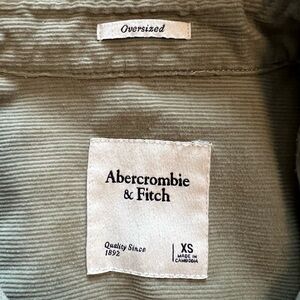 Oversized
Abercrombie
& Fitch
Quality Since
1892
XS
MADE IN
CAMBODIA